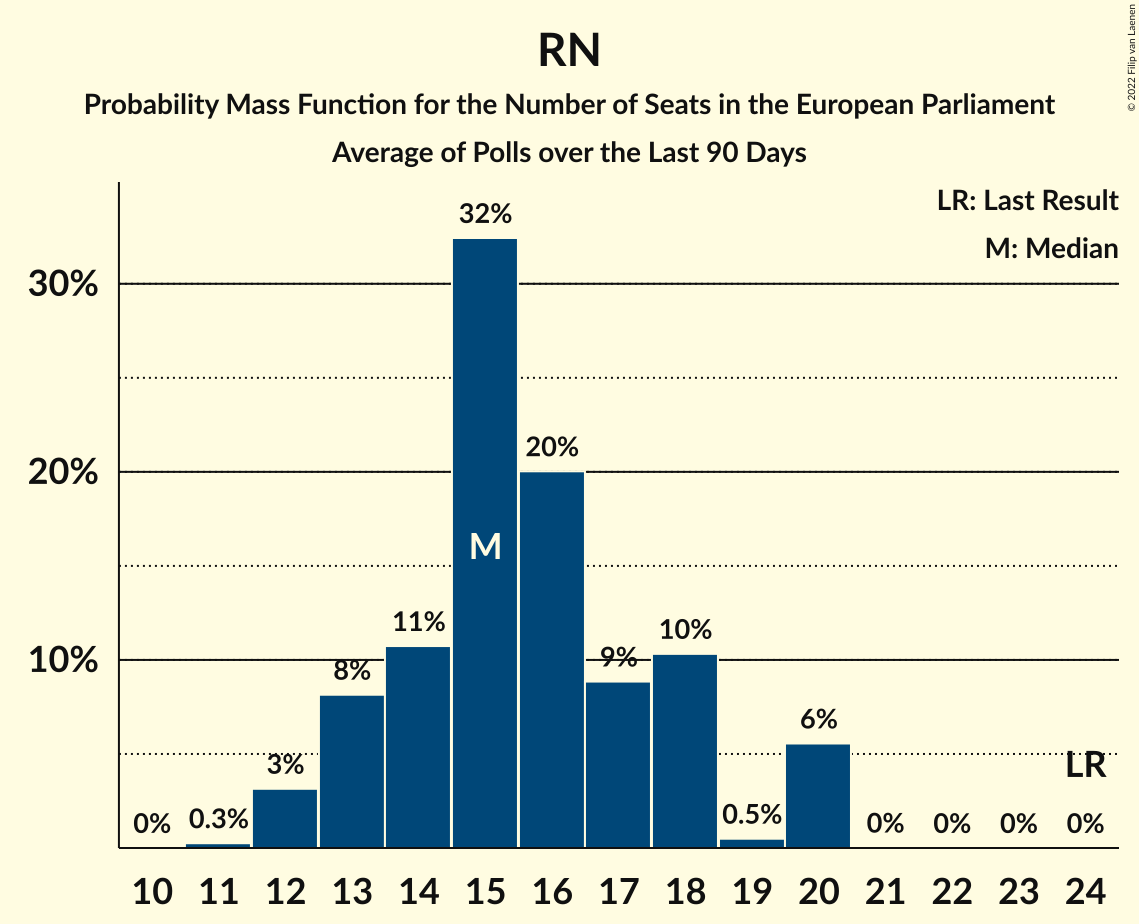 RN
Probability Mass Function for the Number of Seats in the European Parliament
Average of Polls over the Last 90 Days
© 2022 Filip van Laenen
LR: Last Result
M: Median
30%
20%
10%
0%
0.3%
3%
8%
11%
32%
20%
9%
10%
0.5%
6%
0%
0%
0%
0%
M
LR
10 11 12 13 14 15 16 17 18 19 20 21 22 23 24